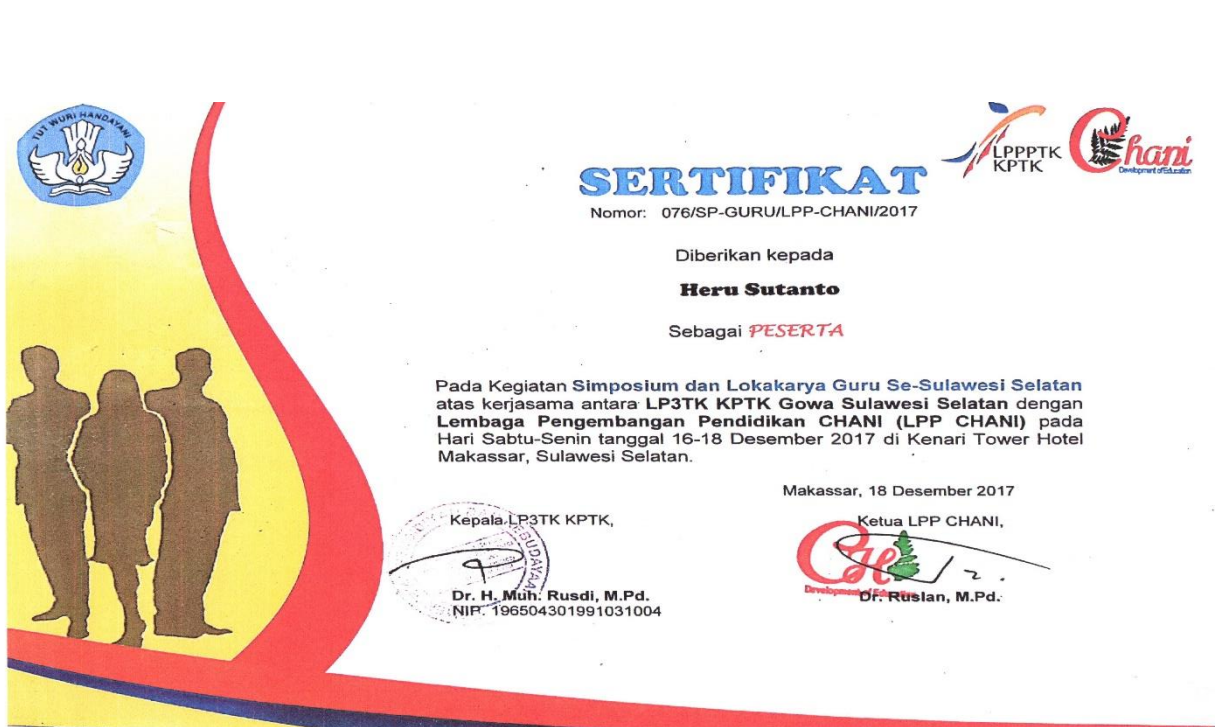 TUT WURI HANDAYANI
LPPPTK
KPTK
Chani
Development of Education
SERTIFIKAT
Nomor: 076/SP-GURU/LPP-CHANI/2017
Diberikan kepada
Heru Sutanto
Sebagai PESERTA
Pada Kegiatan Simposium dan Lokakarya Guru Se-Sulawesi Selatan
atas kerjasama antara LP3TK KPTK Gowa Sulawesi Selatan dengan
Lembaga Pengembangan Pendidikan CHANI (LPP CHANI) pada
Hari Sabtu-Senin tanggal 16-18 Desember 2017 di Kenari Tower Hotel
Makassar, Sulawesi Selatan.
Makassar, 18 Desember 2017
Kepala LP3TK KPTK,
Ketua LPP CHANI,
Dr. H. Muh. Rusdi, M.Pd.
NIP. 196504301991031004
Dr. Ruslan, M.Pd.